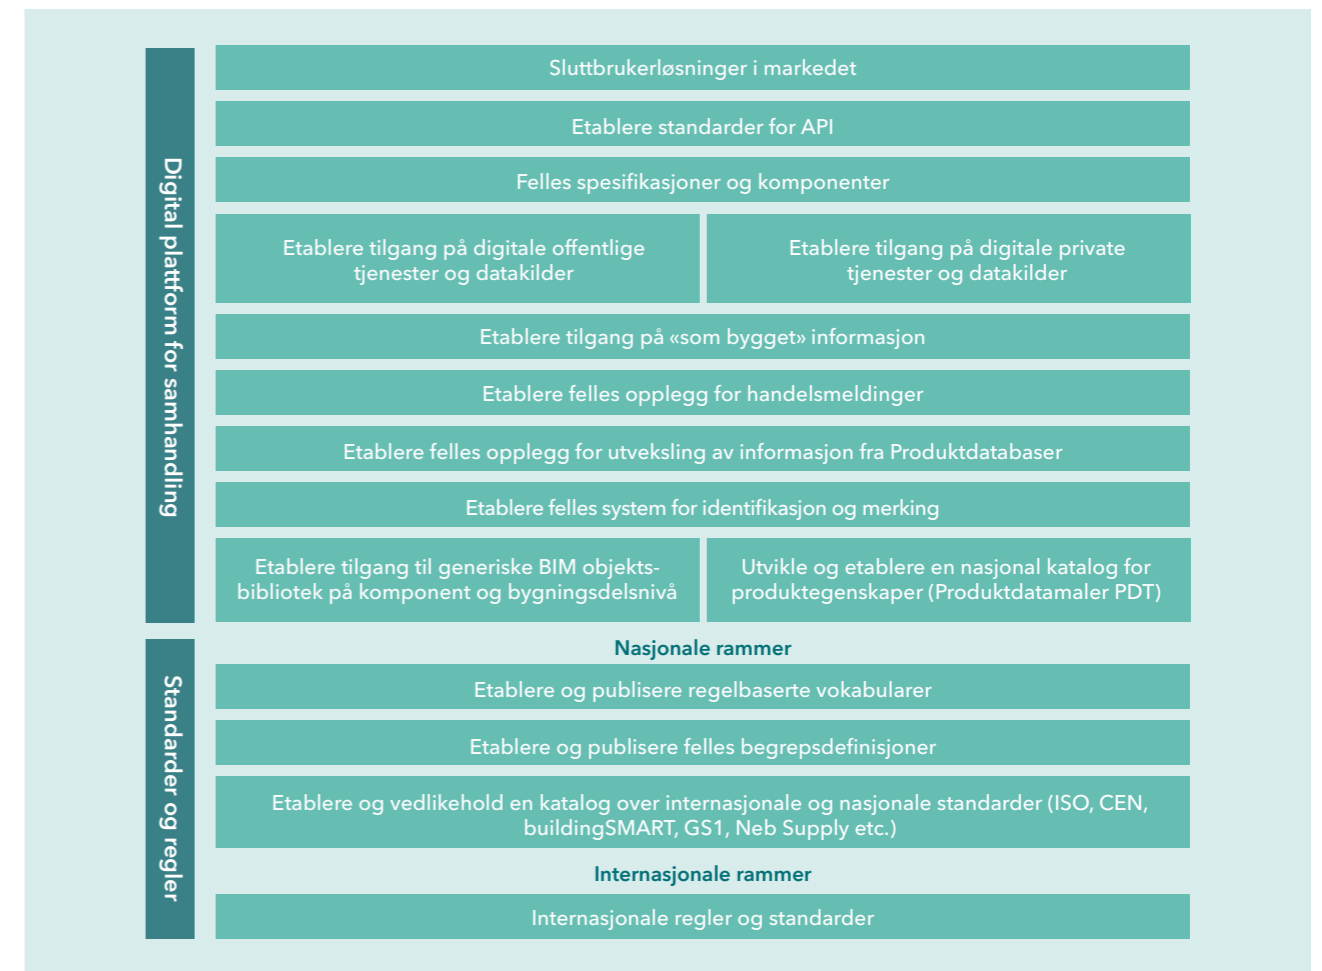 Digital plattform for samhandling
Sluttbrukerløsninger i markedet
Etablere standarder for API
Felles spesifikasjoner og komponenter
Etablere tilgang på digitale offentlige
tjenester og datakilder
Etablere tilgang på digitale private
tjenester og datakilder
Etablere tilgang på «som bygget» informasjon
Etablere felles opplegg for handelsmeldinger
Etablere felles opplegg for utveksling av informasjon fra Produktdatabaser
Etablere felles system for identifikasjon og merking
Etablere tilgang til generiske BIM objekts-
bibliotek på komponent og bygningsdelsnivå
Utvikle og etablere en nasjonal katalog for
produktegenskaper (Produktdatamaler PDT)
Standarder og regler
Nasjonale rammer
Etablere og publisere regelbaserte vokabularer
Etablere og publisere felles begrepsdefinisjoner
Etablere og vedlikehold en katalog over internasjonale og nasjonale standarder (ISO, CEN,
buildingSMART, GS1, Neb Supply etc.)
Internasjonale rammer
Internasjonale regler og standarder